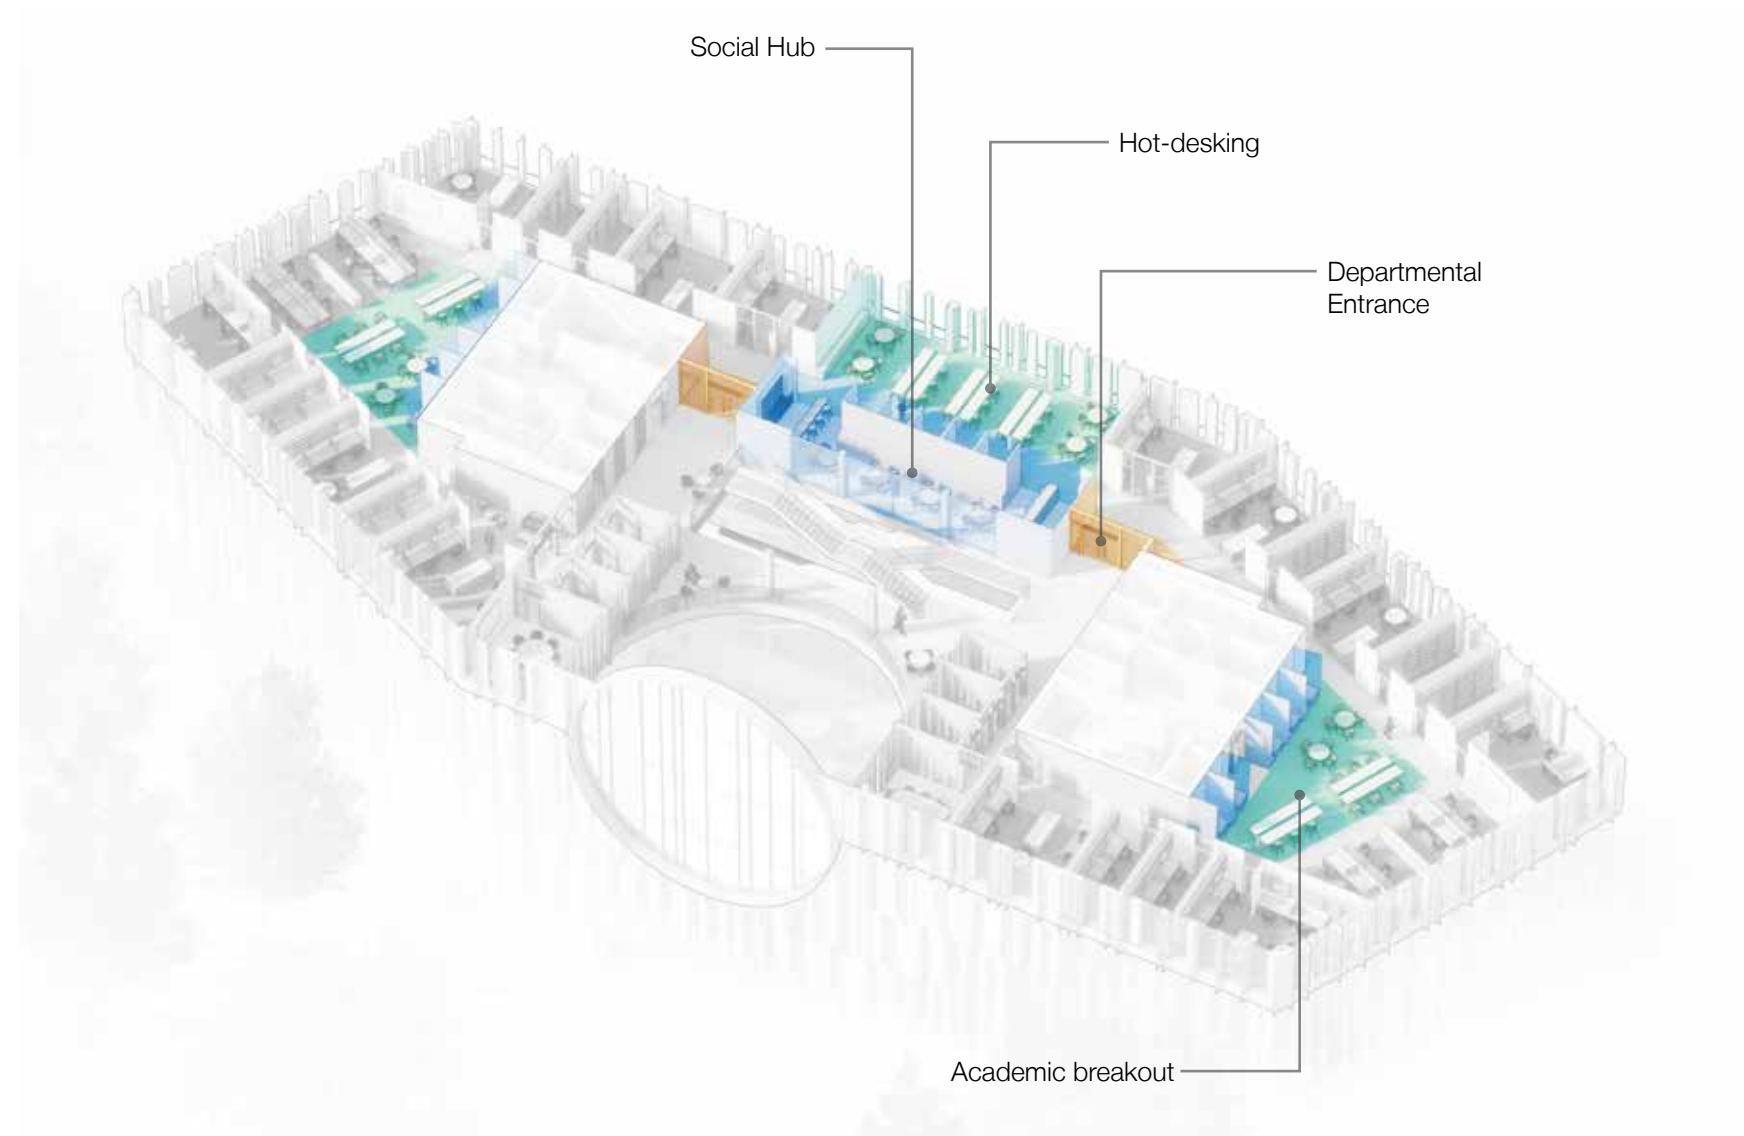 Social Hub
Hot-desking
Departmental
Entrance
Academic breakout